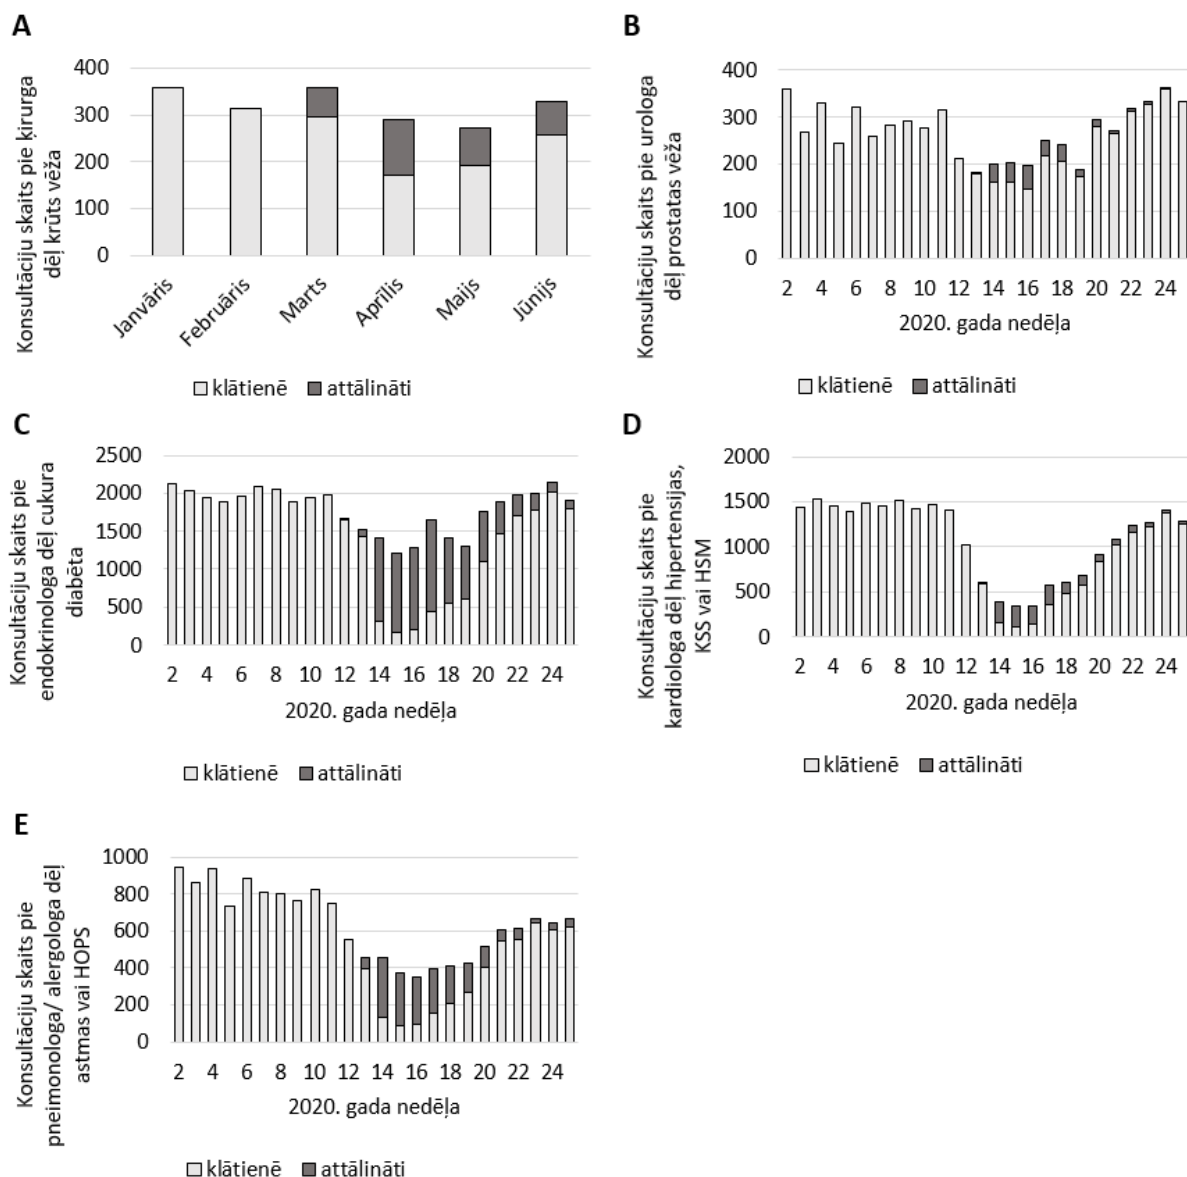 A
Konsultāciju skaits pie ķirurga
dēļ krūts vēža
400
300
200
100
0
Janvāris
Februāris
Marts
Aprīlis
Maijs
Jūnijs
klātienē attālināti
B
Konsultāciju skaits pie urologa
dēļ prostatas vēža
400
300
200
100
0
2 4 6 8 10 12 14 16 18 20 22 24
2020. gada nedēļa
klātienē attālināti
C
Konsultāciju skaits pie
endokrinologa dēļ cukura
diabēta
2500
2000
1500
1000
500
0
2 4 6 8 10 12 14 16 18 20 22 24
2020. gada nedēļa
klātienē attālināti
D
Konsultāciju skaits pie
kardiologa dēļ hipertensijas,
KSS vai HSM
2000
1500
1000
500
0
2 4 6 8 10 12 14 16 18 20 22 24
2020. gada nedēļa
klātienē attālināti
E
Konsultāciju skaits pie
pneimonologa/ alergologa dēļ
astmas vai HOPS
1000
800
600
400
200
0
2 4 6 8 10 12 14 16 18 20 22 24
2020. gada nedēļa
klātienē attālināti